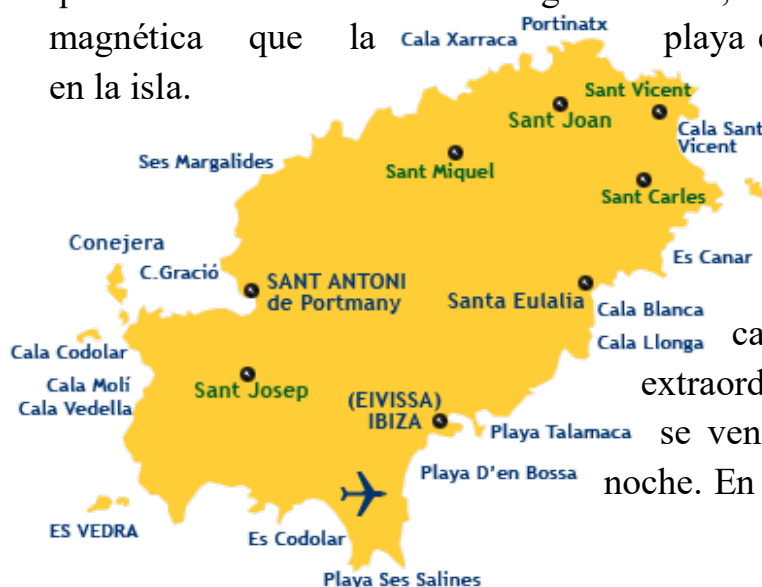 magnética que la playa
en la isla.
Portinatx
Cala Xarraca
Sant Vicent
Sant Joan
Cala Sant
Vicent
Ses Margalides
Sant Miquel
Sant Carles
Conejera
C.Gració
Es Canar
SANT ANTONI
de Portmany
Santa Eulalia
Cala Blanca
Cala Llonga
Cala Codolar
Cala Molí
Cala Vedella
Sant Josep
(EIVISSA)
IBIZA
extraord
Playa Talamaca
se ven
Playa D'en Bossa
noche. En
ES VEDRA
Es Codolar
Playa Ses Salines